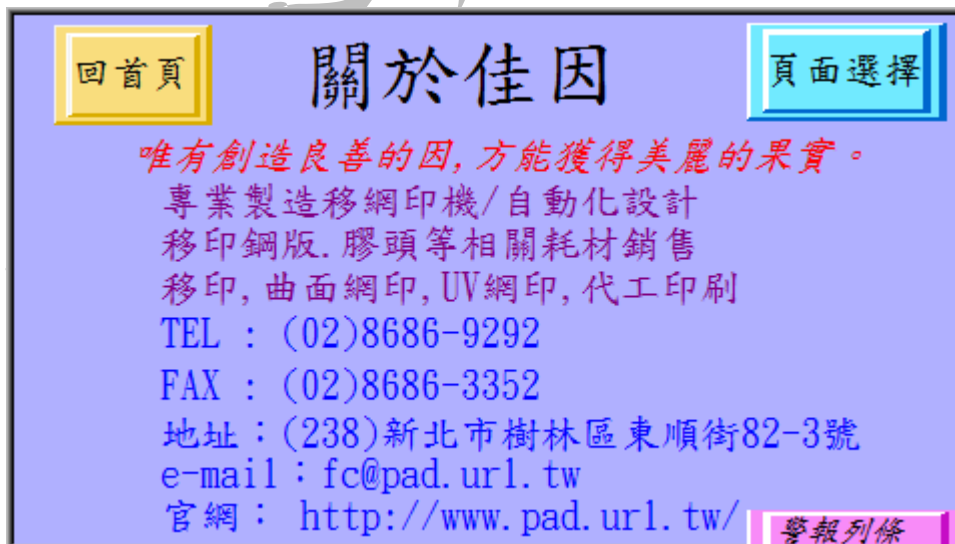 回首頁
關於佳因
頁面選擇
唯有創造良善的因,方能獲得美麗的果實。
專業製造移網印機/自動化設計
移印鋼版.膠頭等相關耗材銷售
移印,曲面網印,UV網印,代工印刷
TEL : (02)8686-9292
FAX : (02)8686-3352
地址：(238)新北市樹林區東順街82-3號
e-mail：fc@pad.url.tw
官網： http://www.pad.url.tw/
警報列條